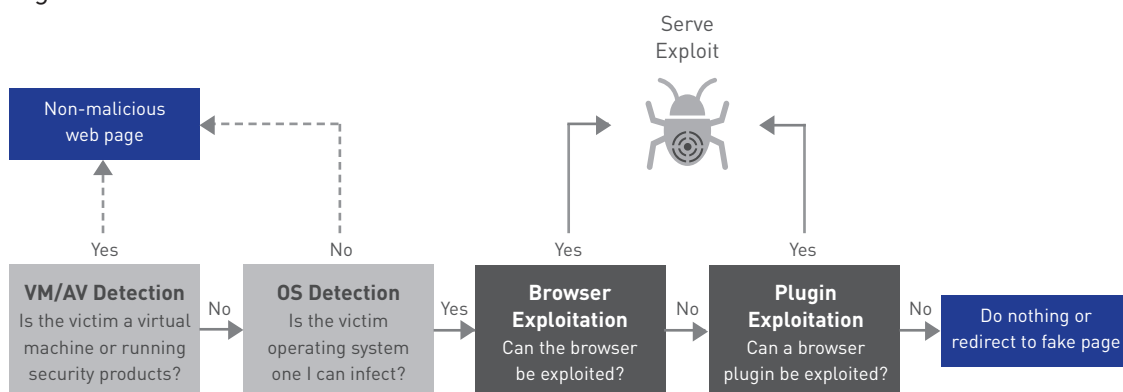 Serve
Exploit
Non-malicious
web page
Yes
No
Yes
Yes
VM/AV Detection
Is the victim a virtual
machine or running
security products?
No
OS Detection
Is the victim
operating system
one I can infect?
Yes
Browser
Exploitation
Can the browser
be exploited?
No
Plugin
Exploitation
Can a browser
plugin be exploited?
No
Do nothing or
redirect to fake page